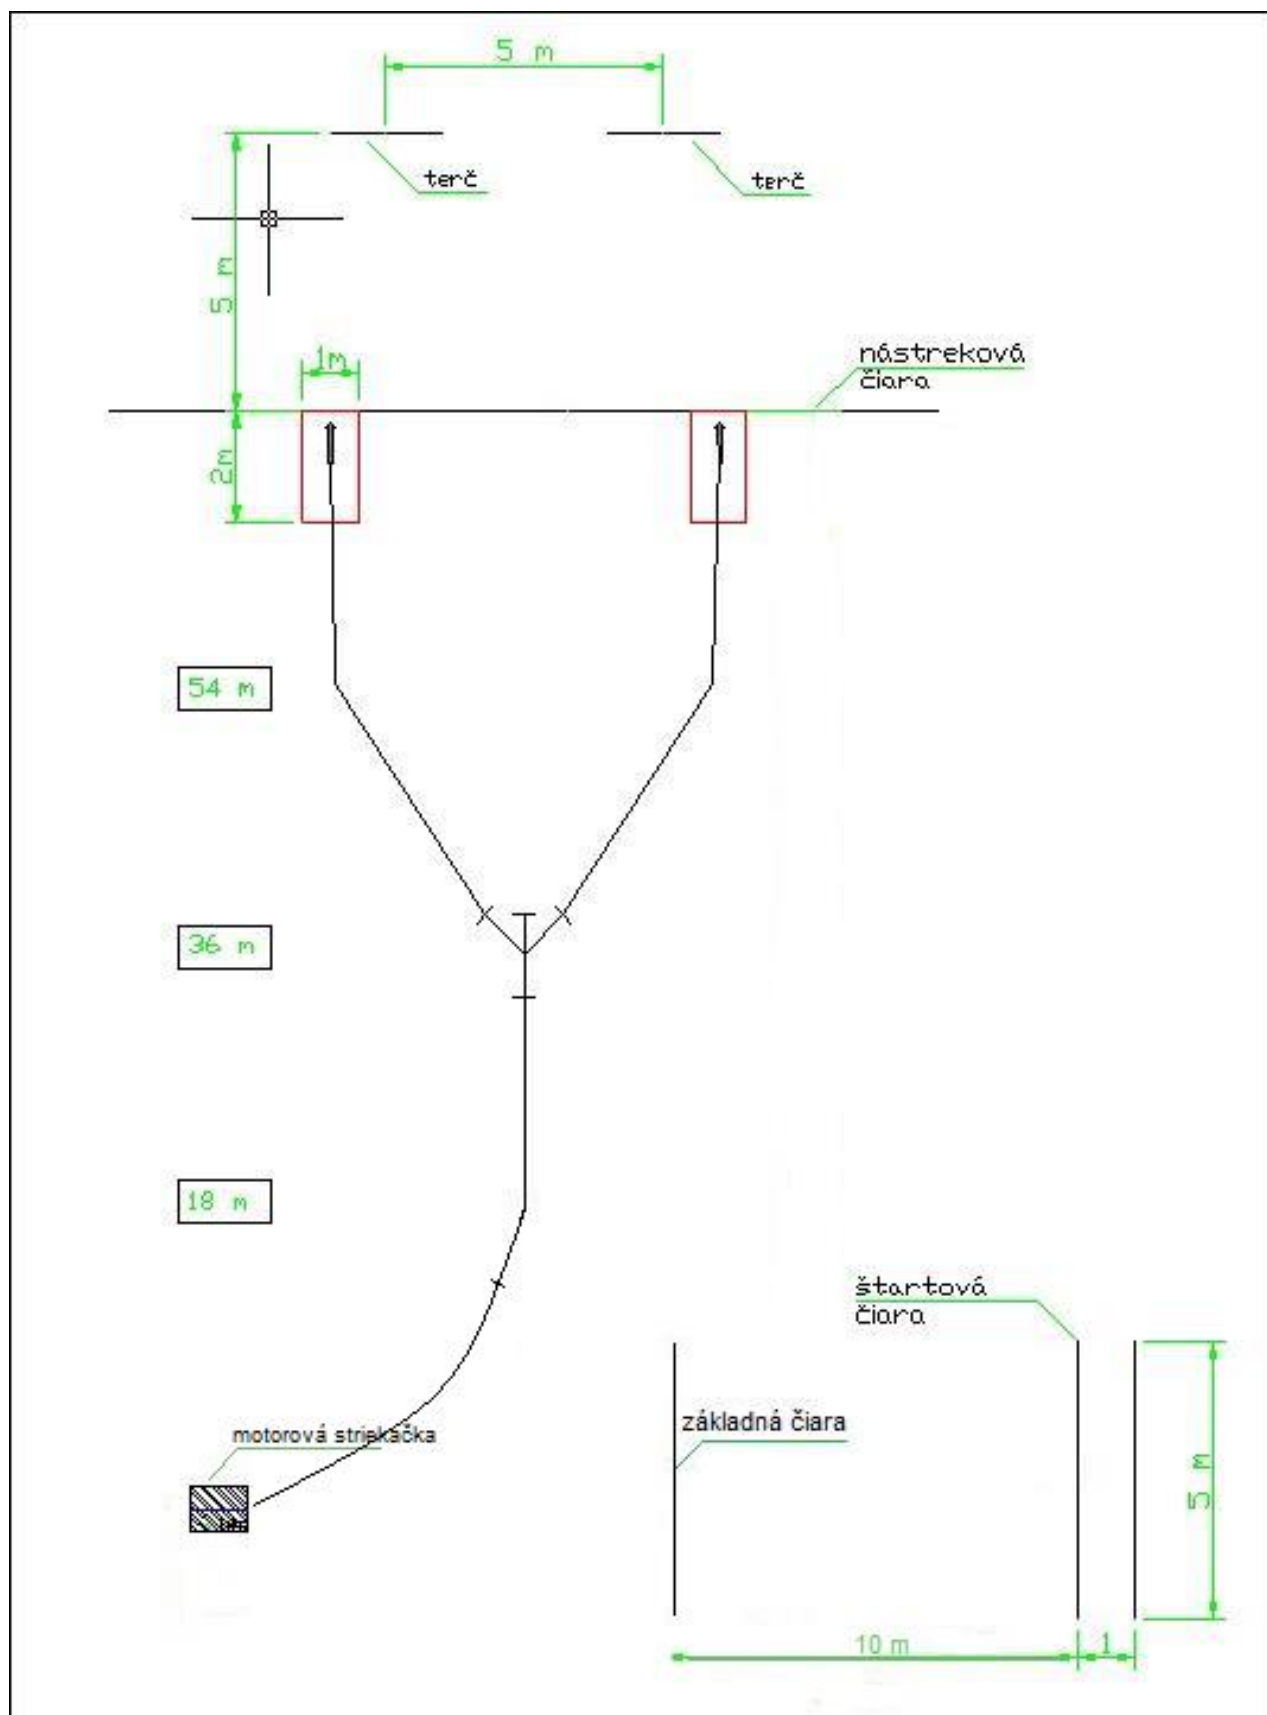 5 m
terč
terč
5 m
1m
nástreková
čiara
2m
54 m
36 m
18 m
štartová
čiara
motorová striekačka
základná čiara
5 m
10 m
1